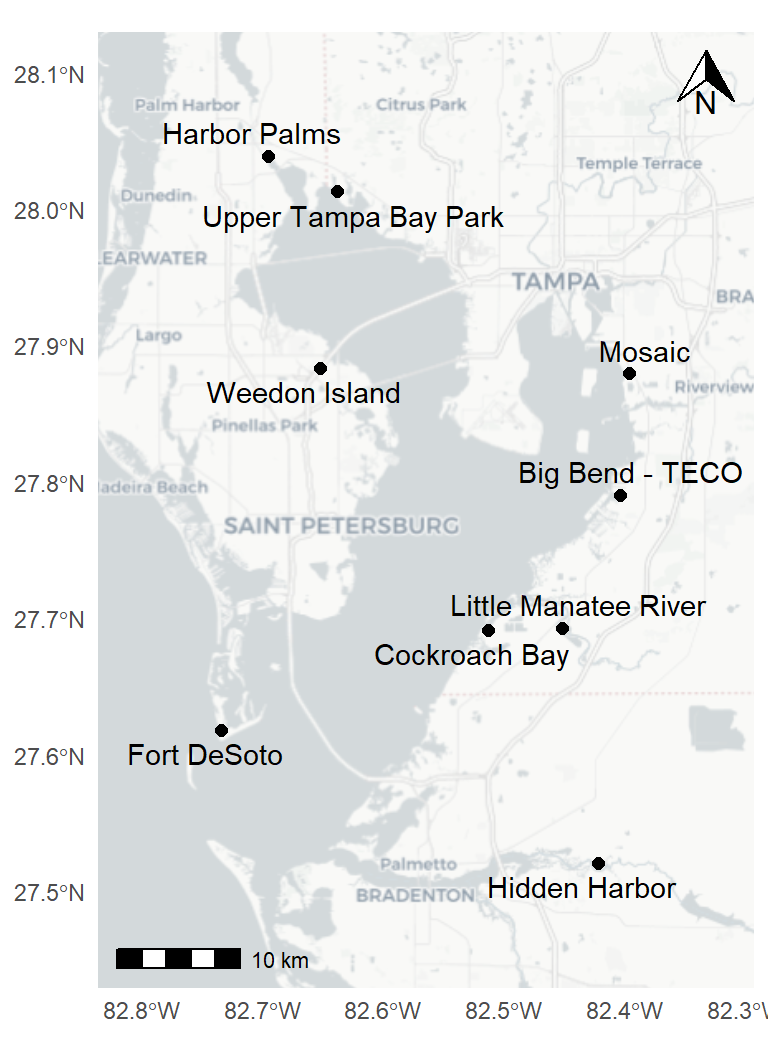 28.1°N
Palm Harbor
Citrus Park
N
Harbor Palms
Temple Terrace
Dunedin
28.0°N
Upper Tampa Bay Park
LEARWATER
TAMPA
BRA
Largo
27.9°N
Mosaic
Riverview
Weedon Island
Pinellas Park
27.8°N
Big Bend - TECO
adeira Beach
SAINT PETERSBURG
Little Manatee River
27.7°N
Cockroach Bay
27.6°N
Fort DeSoto
Palmetto
Hidden Harbor
27.5°N
BRADENTON
10 km
82.8°W
82.7°W
82.6°W
82.5°W
82.4°W
82.3°W